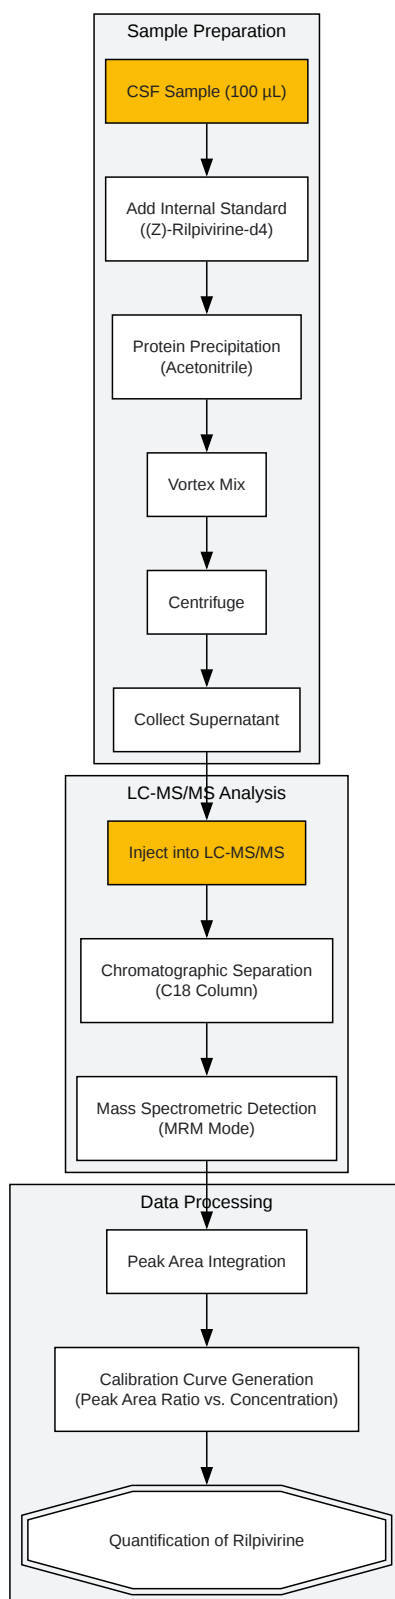 Sample Preparation
CSF Sample (100 µL)
Add Internal Standard
((Z)-Rilpivirine-d4)
Protein Precipitation
(Acetonitrile)
Vortex Mix
Centrifuge
Collect Supernatant
LC-MS/MS Analysis
Inject into LC-MS/MS
Chromatographic Separation
(C18 Column)
Mass Spectrometric Detection
(MRM Mode)
Data Processing
Peak Area Integration
Calibration Curve Generation
(Peak Area Ratio vs. Concentration)
Quantification of Rilpivirine